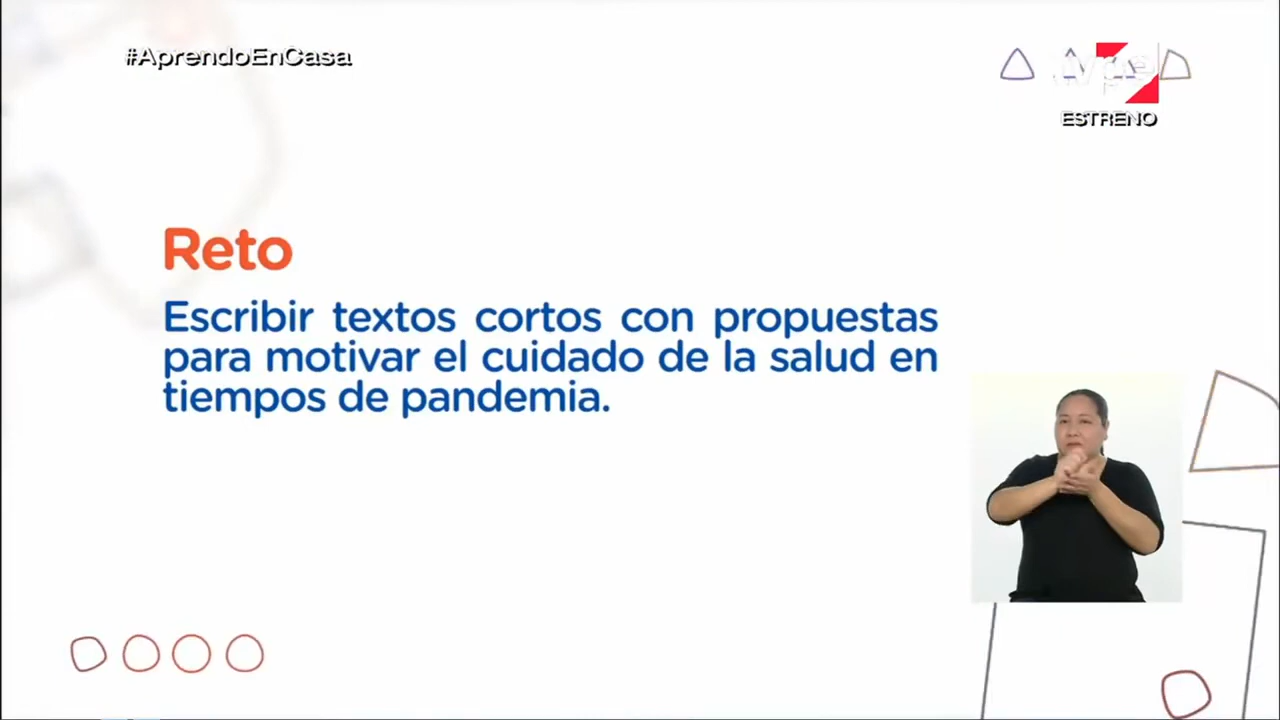 #AprendoEnCasa
tvpe
ESTRENO
Reto
Escribir textos cortos con propuestas
para motivar el cuidado de la salud en
tiempos de pandemia.